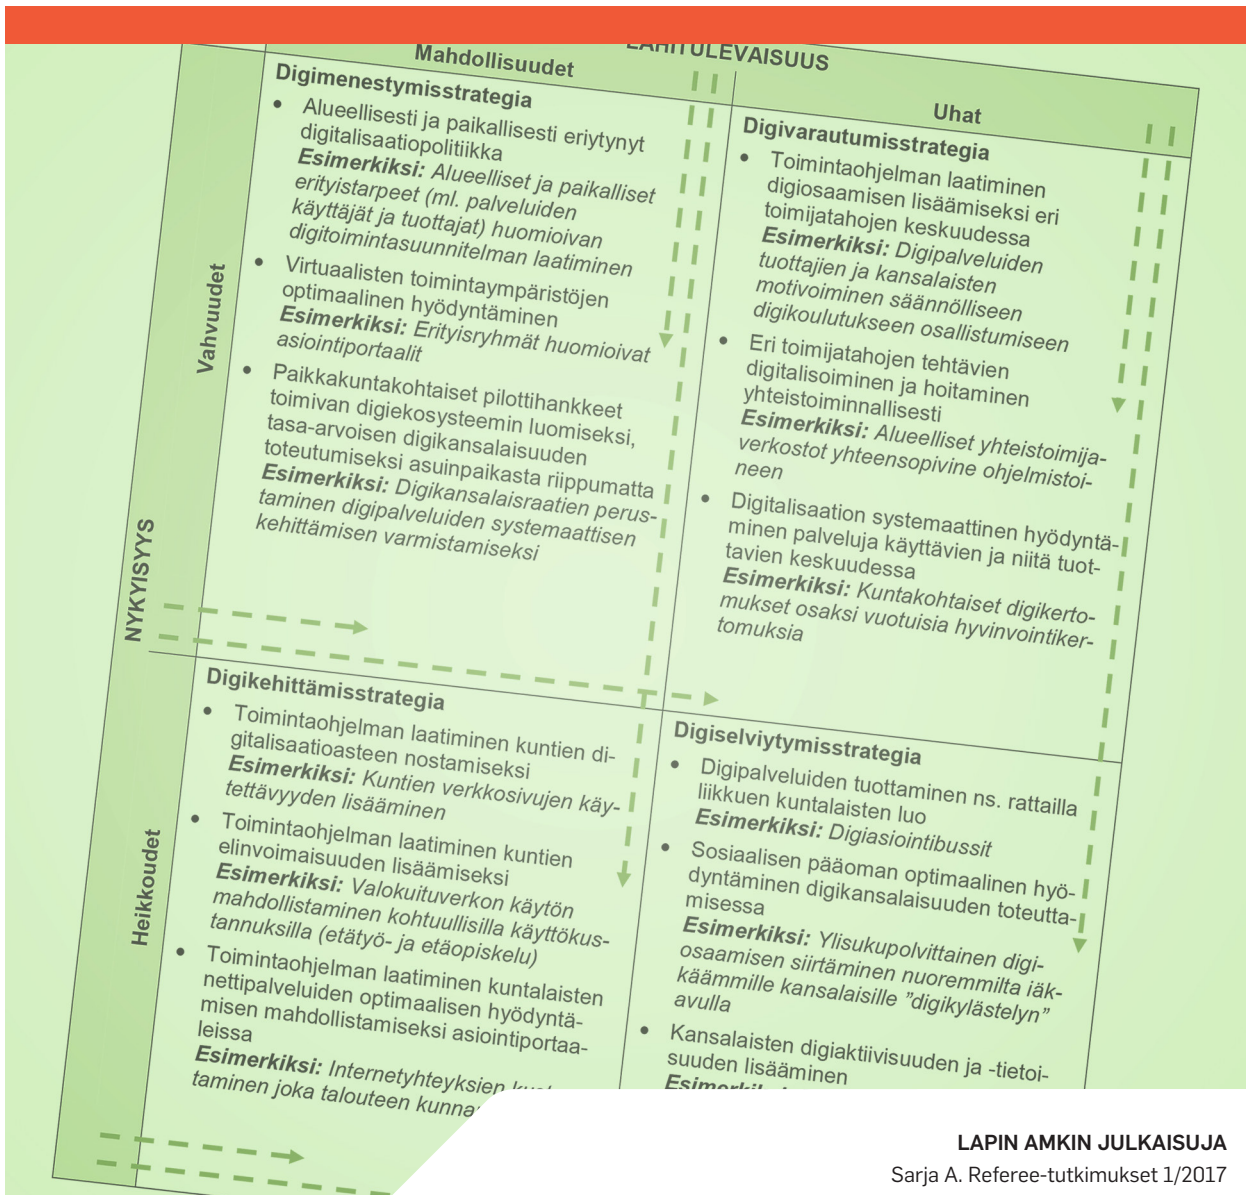 LÄHITULEVAISUUS
Mahdollisuudet
Uhat
NYKYISYYS
Vahvuudet
Digimenestymisstrategia
• Alueellisesti ja paikallisesti eriytynyt
digitalisaatiopolitiikka
Esimerkiksi: Alueelliset ja paikalliset
erityistarpeet (ml. palveluiden
käyttäjät ja tuottajat) huomioivan
digitoimintasuunnitelman laatiminen
• Virtuaalisten toimintaympäristöjen
optimaalinen hyödyntäminen
Esimerkiksi: Erityisryhmät huomioivat
asiointiportaalit
• Paikkakuntakohtaiset pilottihankkeet
toimivan digiekosysteemin luomiseksi,
tasa-arvoisen digikansalaisuuden
toteutumiseksi asuinpaikasta riippumatta
Esimerkiksi: Digikansalaisraatien perus-
taminen digipalveluiden systemaattisen
kehittämisen varmistamiseksi
Digivarautumisstrategia
• Toimintaohjelman laatiminen
digiosaamisen lisäämiseksi eri
toimijatahojen keskuudessa
Esimerkiksi: Digipalveluiden
tuottajien ja kansalaisten
motivoiminen säännölliseen
digikoulutukseen osallistumiseen
• Eri toimijatahojen tehtävien
digitalisoiminen ja hoitaminen
yhteistoiminnallisesti
Esimerkiksi: Alueelliset yhteistoimija-
verkostot yhteensopivine ohjelmistoi-
neen
• Digitalisaation systemaattinen hyödyntä-
minen palveluja käyttävien ja niitä tuot-
tavien keskuudessa
Esimerkiksi: Kuntakohtaiset digikerto-
mukset osaksi vuotuisia hyvinvointiker-
tomuksia
Heikkoudet
Digikehittämisstrategia
• Toimintaohjelman laatiminen kuntien di-
gitalisaatioasteen nostamiseksi
Esimerkiksi: Kuntien verkkosivujen käy-
tettävyyden lisääminen
• Toimintaohjelman laatiminen kuntien
elinvoimaisuuden lisäämiseksi
Esimerkiksi: Valokuituverkon käytön
mahdollistaminen kohtuullisilla käyttökus-
tannuksilla (etätyö- ja etäopiskelu)
• Toimintaohjelman laatiminen kuntalaisten
nettipalveluiden optimaalisen hyödyntä-
misen mahdollistamiseksi asiointiportaa-
leissa
Esimerkiksi: Internetyhteyksien
taminen joka talouteen
Digiselviytymisstrategia
• Digipalveluiden tuottaminen ns. rattailla
liikkuen kuntalaisten luo
Esimerkiksi: Digiasiointibussit
• Sosiaalisen pääoman optimaalinen hyö-
dyntäminen digikansalaisuuden toteutta-
misessa
Esimerkiksi: Ylisukupolvittainen digi-
osaamisen siirtäminen nuoremmilta iäk-
käämmille kansalaisille ”digikylästelyn”
avulla
• Kansalaisten digiaktiivisuuden ja -tietoi-
suuden lisääminen
LAPIN AMKIN JULKAISUJA
Sarja A. Referee-tutkimukset 1/2017